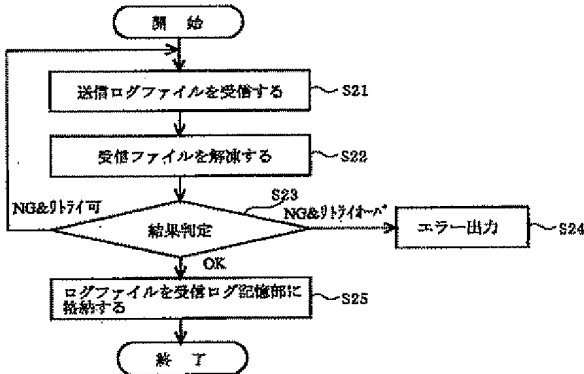 開 始
送信ログファイルを受信する
S21
受信ファイルを解凍する
S22
S23
NG&ﾘﾄﾗｲ可
結果判定
NG&ﾘﾄﾗｲｵｰﾊﾞ
エラー出力
S24
OK
ログファイルを受信ログ記憶部に
格納する
S25
終 了